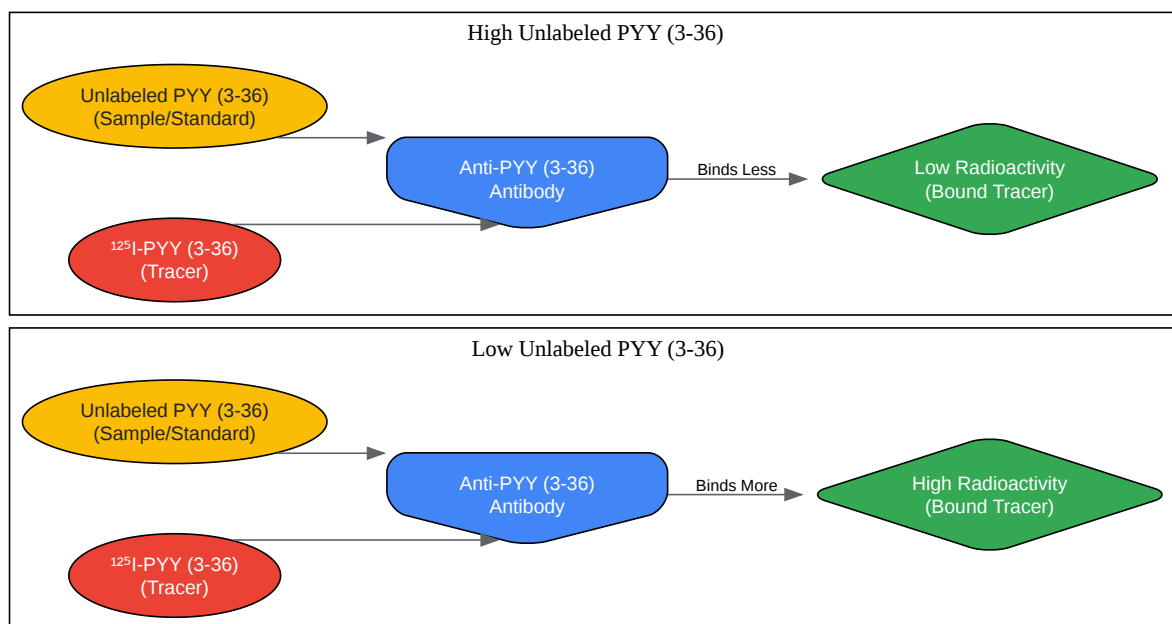 High Unlabeled PYY (3-36)
Unlabeled PYY (3-36)
(Sample/Standard)
Anti-PYY (3-36)
Antibody
Binds Less
Low Radioactivity
(Bound Tracer)
¹²⁵I-PYY (3-36)
(Tracer)
Low Unlabeled PYY (3-36)
Unlabeled PYY (3-36)
(Sample/Standard)
Anti-PYY (3-36)
Antibody
Binds More
High Radioactivity
(Bound Tracer)
¹²⁵I-PYY (3-36)
(Tracer)